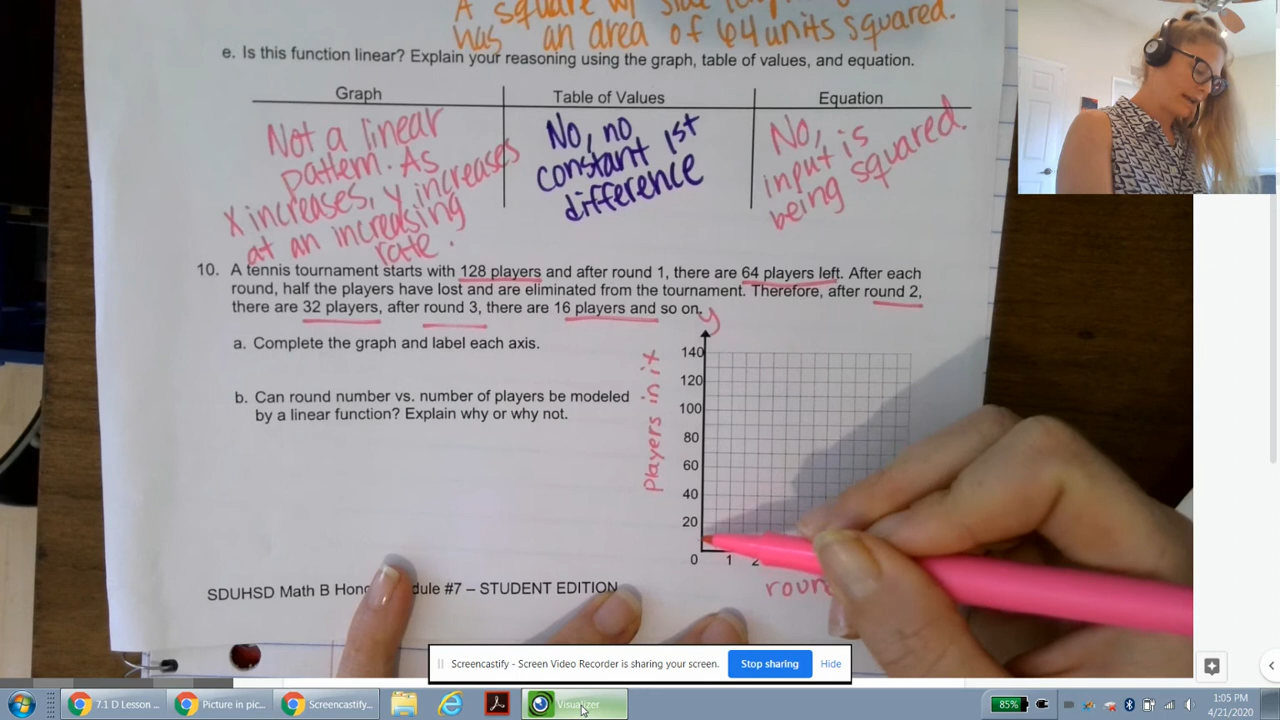 A square w/ side
has an area of 64 units squared.
e. Is this function linear? Explain your reasoning using the graph, table of values, and equation.
Graph
Table of Values
Equation
Not a linear
pattern. As
x increases, y increases
at an increasing
rate.
No, no
constant 1st
difference
No,
input is
being squared.
10. A tennis tournament starts with 128 players and after round 1, there are 64 players left. After each
round, half the players have lost and are eliminated from the tournament. Therefore, after round 2,
there are 32 players, after round 3, there are 16 players and so on.
a. Complete the graph and label each axis.
b. Can round number vs. number of players be modeled
by a linear function? Explain why or why not.
y
Players in it
140
120
100
80
60
40
20
0 1 2
SDUHSD Math B Hon dule #7 – STUDENT EDITION
Screencastify - Screen Video Recorder is sharing your screen.
Stop sharing
Hide
7.1 D Lesson ...
Picture in pic...
Screencastify...
Visualizer
85%
1:05 PM
4/21/2020